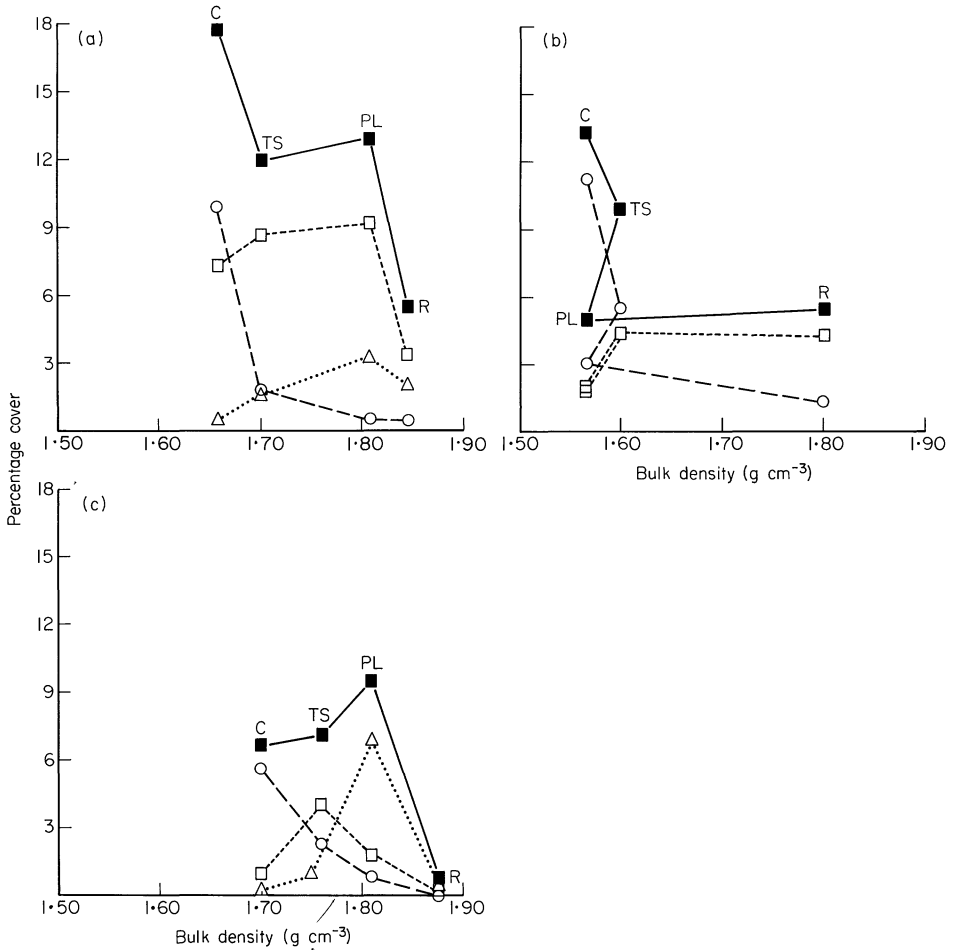 (a)
18
15
12
9
6
3
C
TS
PL
R
1·50 1·60 1·70 1·80 1·90
(b)
C
TS
PL
R
1·50 1·60 1·70 1·80 1·90
Bulk density (g cm⁻³)
Percentage cover
(c)
18
15
12
9
6
3
C
TS
PL
R
1·50 1·60 1·70 1·80 1·90
Bulk density (g cm⁻³)